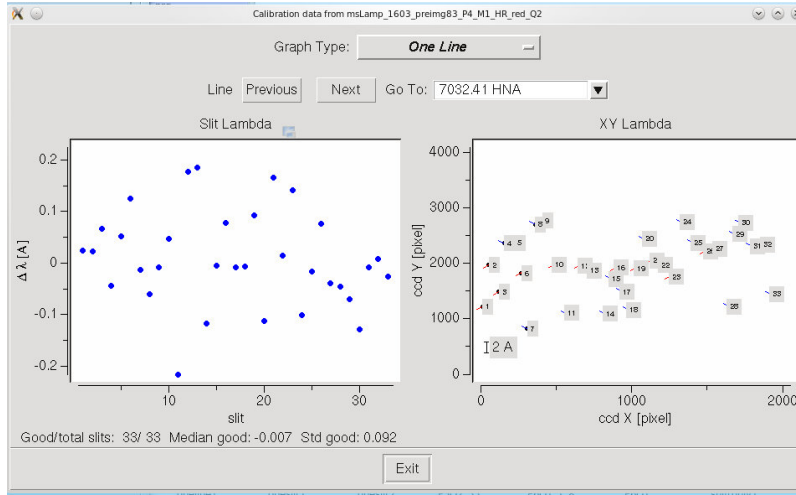 Calibration data from msLamp_1603_preimg83_P4_M1_HR_red_Q2
Graph Type: One Line
Line Previous Next Go To: 7032.41 HNA
Slit Lambda
0.2
0.1
0
-0.1
-0.2
Δ λ [A]
10 20 30
slit
XY Lambda
4000
3000
2000
1000
0
ccd Y [pixel]
8 9 24 30
4 5 20 25 29 27 31 32
2 10 13 16 19 22
6 15 23
3 17 33
1 11 14 18 28
7
2 A
0 1000 2000
ccd X [pixel]
Good/total slits: 33/ 33 Median good: -0.007 Std good: 0.092
Exit